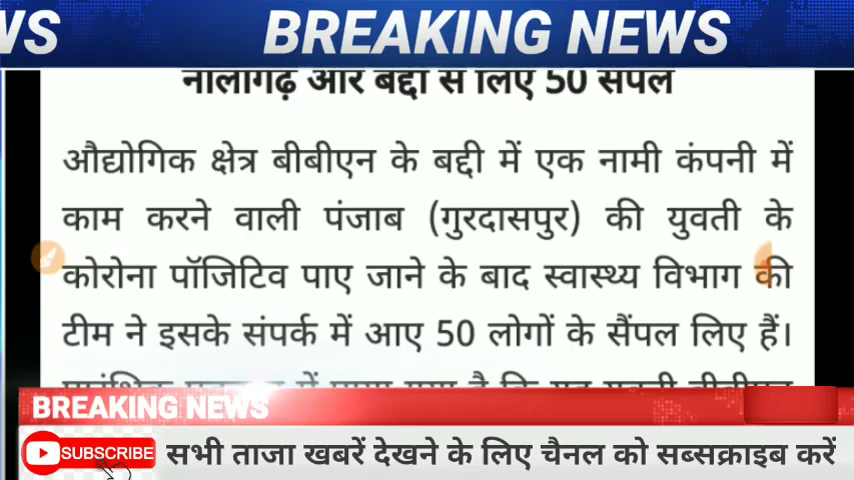 WS BREAKING NEWS
नालागढ़ और बद्दी से लिए 50 सैंपल
औद्योगिक क्षेत्र बीबीएन के बद्दी में एक नामी कंपनी में
काम करने वाली पंजाब (गुरदासपुर) की युवती के
कोरोना पॉजिटिव पाए जाने के बाद स्वास्थ्य विभाग की
टीम ने इसके संपर्क में आए 50 लोगों के सैंपल लिए हैं।
BREAKING NEWS
SUBSCRIBE सभी ताजा खबरें देखने के लिए चैनल को सब्सक्राइब करें